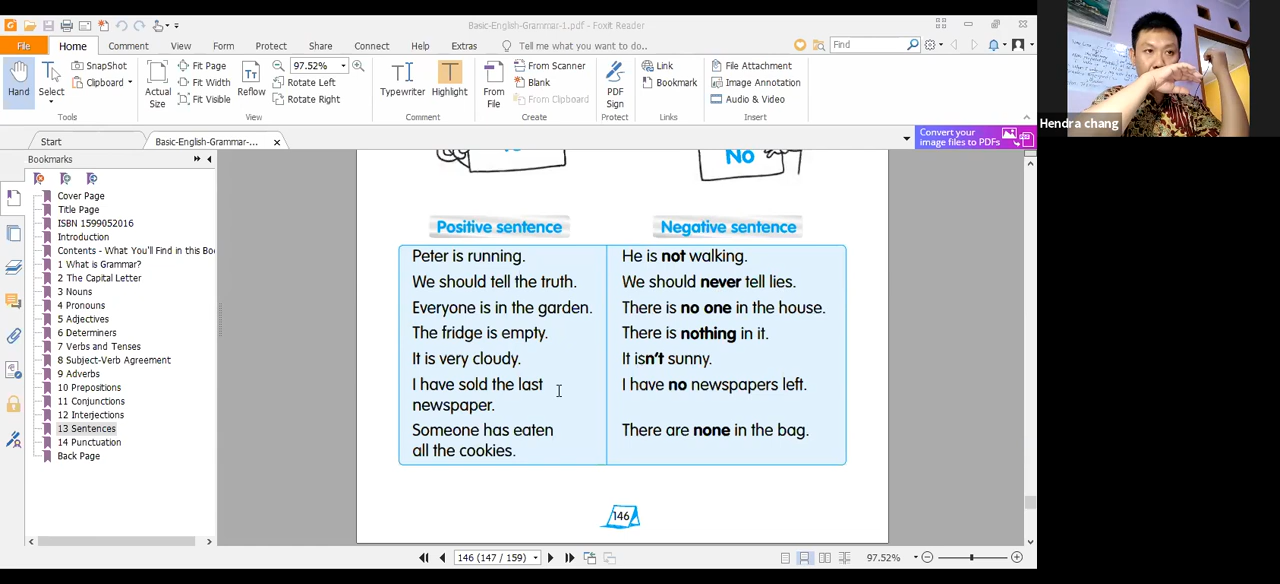 Basic-English-Grammar-1.pdf - Foxit Reader
File Home Comment View Form Protect Share Connect Help Extras Tell me what you want to do.. Find
Hand
Select
SnapShot
Clipboard
Actual Size
Fit Page
Fit Width
Fit Visible
Reflow
97.52%
Rotate Left
Rotate Right
Typewriter
Highlight
From File
From Scanner
Blank
From Clipboard
PDF Sign
Link
Bookmark
File Attachment
Image Annotation
Audio & Video
Tools View Comment Create Protect Links Insert
Start Basic-English-Grammar-...
Convert your image files to PDFs
Hendra chang
Bookmarks
Cover Page
Title Page
ISBN 1599052016
Introduction
Contents - What You'll Find in this Boo
1 What is Grammar?
2 The Capital Letter
3 Nouns
4 Pronouns
5 Adjectives
6 Determiners
7 Verbs and Tenses
8 Subject-Verb Agreement
9 Adverbs
10 Prepositions
11 Conjunctions
12 Interjections
13 Sentences
14 Punctuation
Back Page
No
Positive sentence Negative sentence
Peter is running. He is not walking.
We should tell the truth. We should never tell lies.
Everyone is in the garden. There is no one in the house.
The fridge is empty. There is nothing in it.
It is very cloudy. It isn't sunny.
I have sold the last I have no newspapers left.
newspaper.
Someone has eaten There are none in the bag.
all the cookies.
146
146 (147 / 159) 97.52%